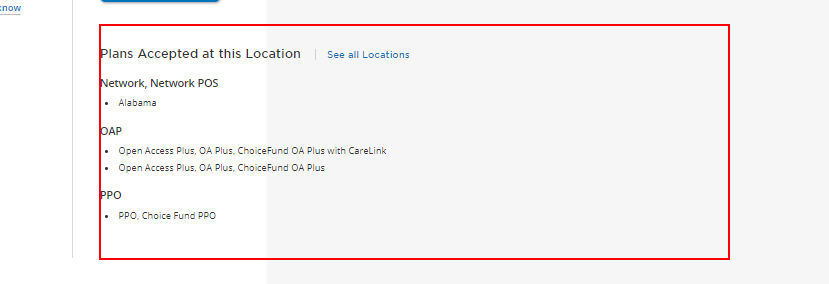 know
Plans Accepted at this Location | See all Locations
Network, Network POS
• Alabama
OAP
• Open Access Plus, OA Plus, ChoiceFund OA Plus with CareLink
• Open Access Plus, OA Plus, ChoiceFund OA Plus
PPO
• PPO, Choice Fund PPO